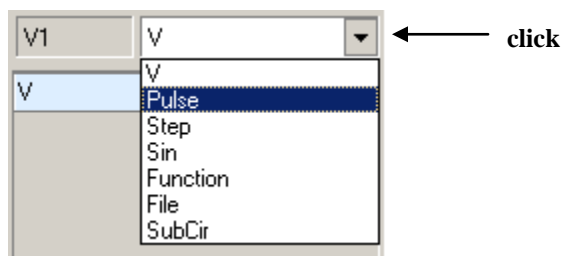 V1 V click
V
V
Pulse
Step
Sin
Function
File
SubCir